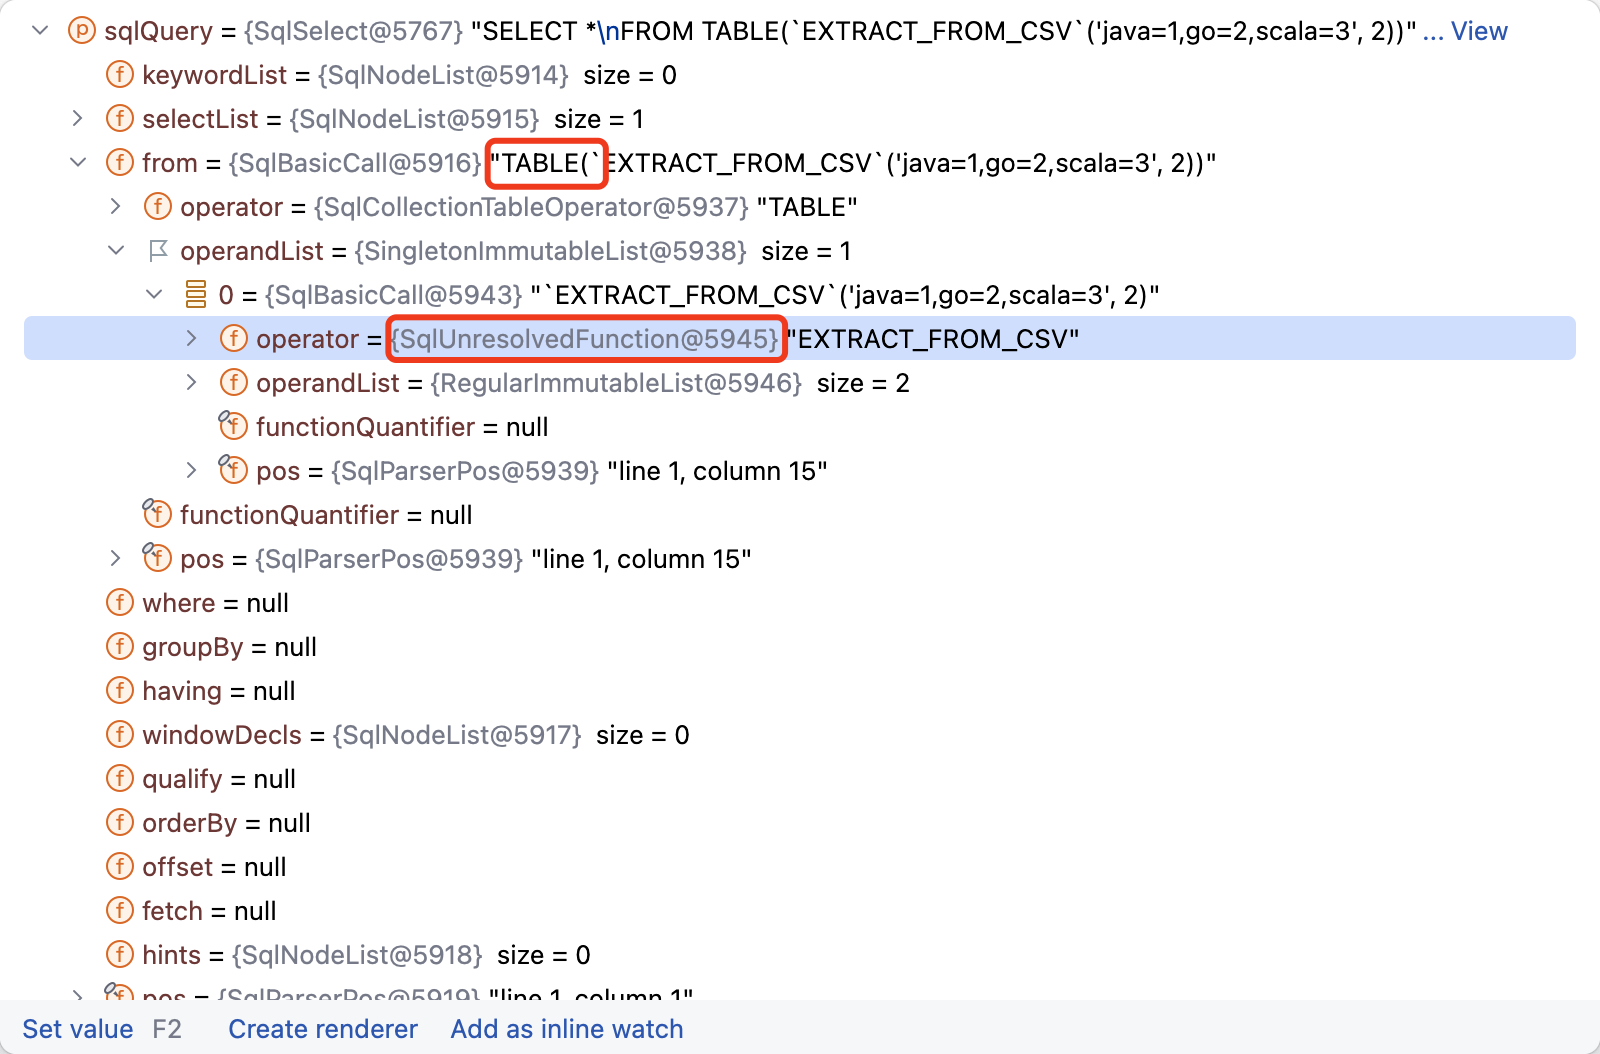 sqlQuery = {SqlSelect@5767} "SELECT *\nFROM TABLE(`EXTRACT_FROM_CSV`('java=1,go=2,scala=3', 2))" ... View
keywordList = {SqlNodeList@5914} size = 0
selectList = {SqlNodeList@5915} size = 1
from = {SqlBasicCall@5916} "TABLE(`EXTRACT_FROM_CSV`('java=1,go=2,scala=3', 2))"
operator = {SqlCollectionTableOperator@5937} "TABLE"
operandList = {SingletonImmutableList@5938} size = 1
0 = {SqlBasicCall@5943} "`EXTRACT_FROM_CSV`('java=1,go=2,scala=3', 2)"
operator = {SqlUnresolvedFunction@5945} "EXTRACT_FROM_CSV"
operandList = {RegularImmutableList@5946} size = 2
functionQuantifier = null
pos = {SqlParserPos@5939} "line 1, column 15"
functionQuantifier = null
pos = {SqlParserPos@5939} "line 1, column 15"
where = null
groupBy = null
having = null
windowDecls = {SqlNodeList@5917} size = 0
qualify = null
orderBy = null
offset = null
fetch = null
hints = {SqlNodeList@5918} size = 0
pos = {SqlParserPos@5919} "line 1, column 1"
Set value F2 Create renderer Add as inline watch